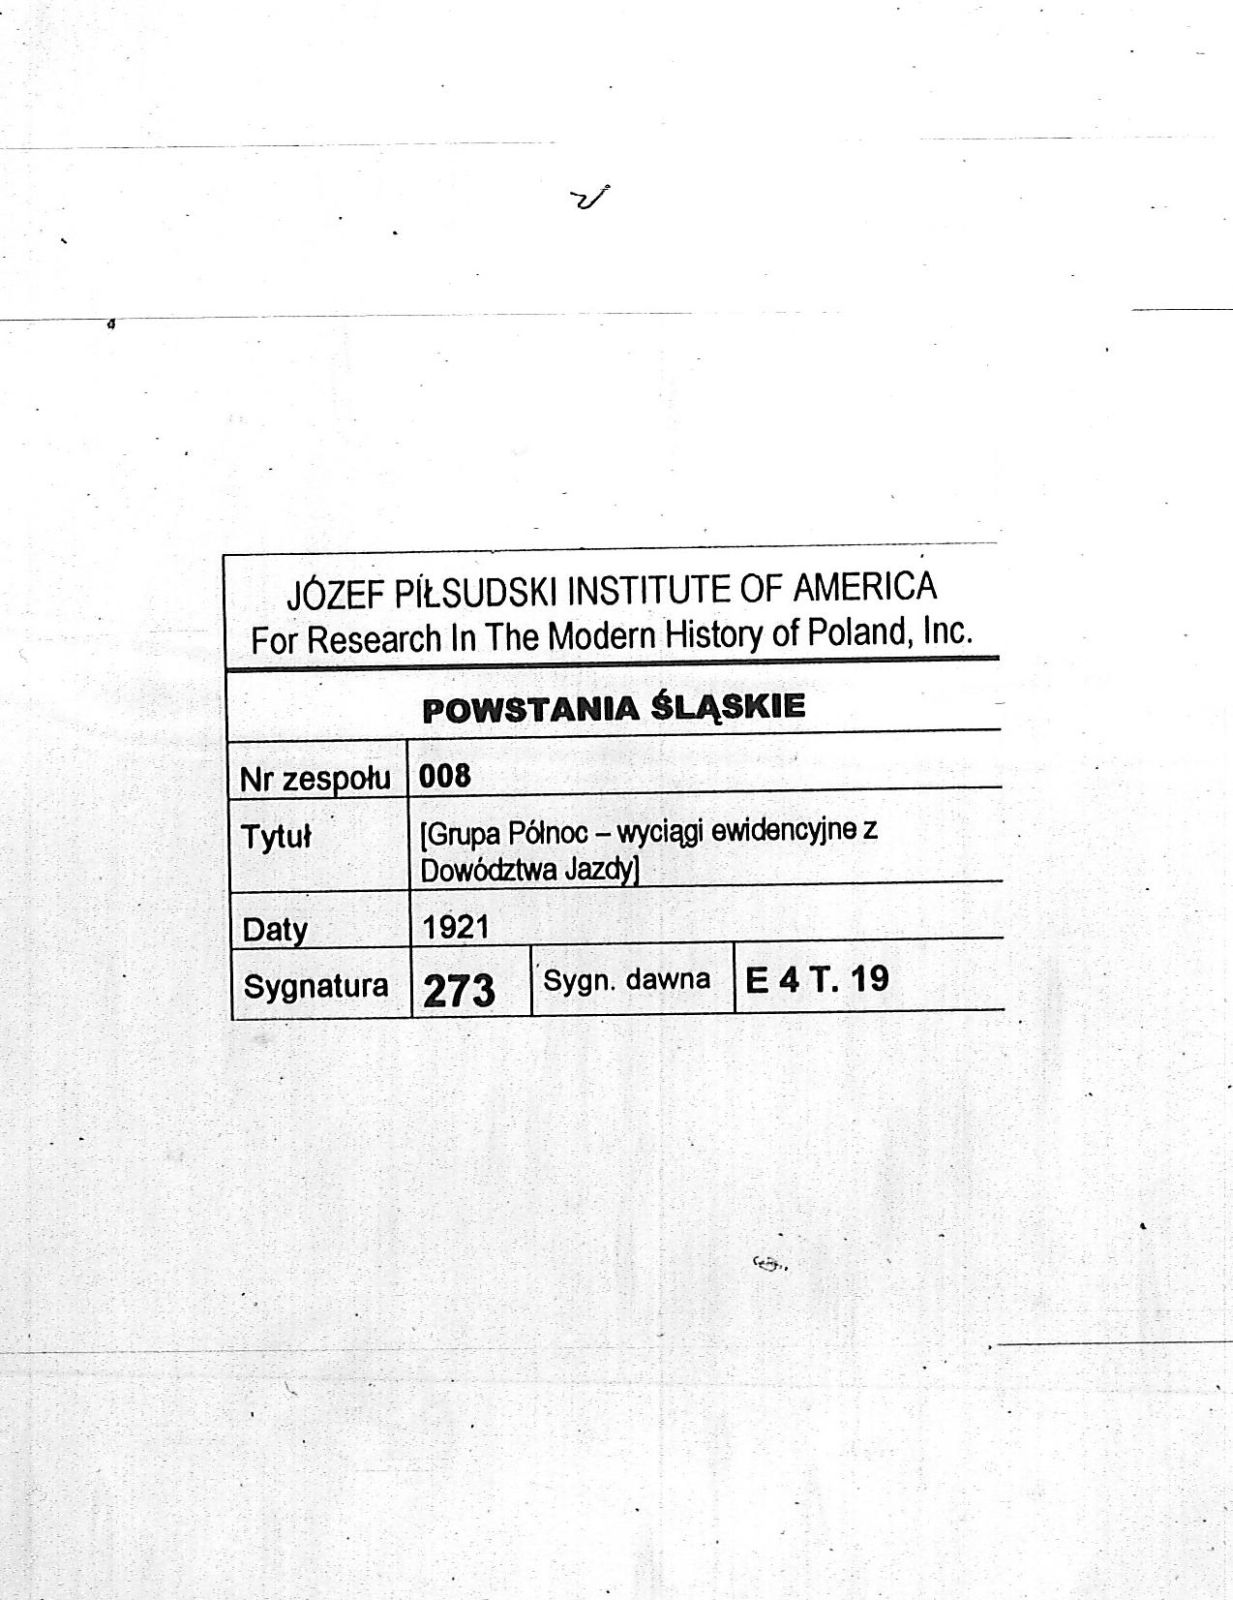 JÓZEF PIŁSUDSKI INSTITUTE OF AMERICA
For Research In The Modern History of Poland, Inc.
POWSTANIA ŚLĄSKIE
Nr zespołu 008
Tytuł [Grupa Północ – wyciągi ewidencyjne z
Dowództwa Jazdy]
Daty 1921
Sygnatura 273 Sygn. dawna E 4 T. 19